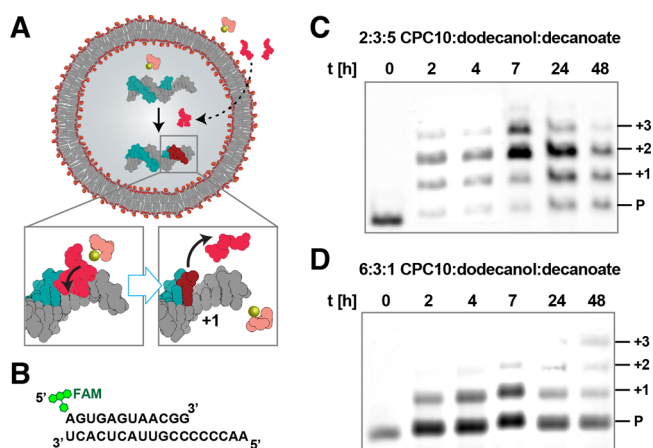 A
+1
B
5' FAM
AGUGAGUAACGG 3'
3' UCACUCAUUGCCCCCCAA 5'
C
2:3:5 CPC10:dodecanol:decanoate
t [h] 0 2 4 7 24 48
+3
+2
+1
P
D
6:3:1 CPC10:dodecanol:decanoate
t [h] 0 2 4 7 24 48
+3
+2
+1
P